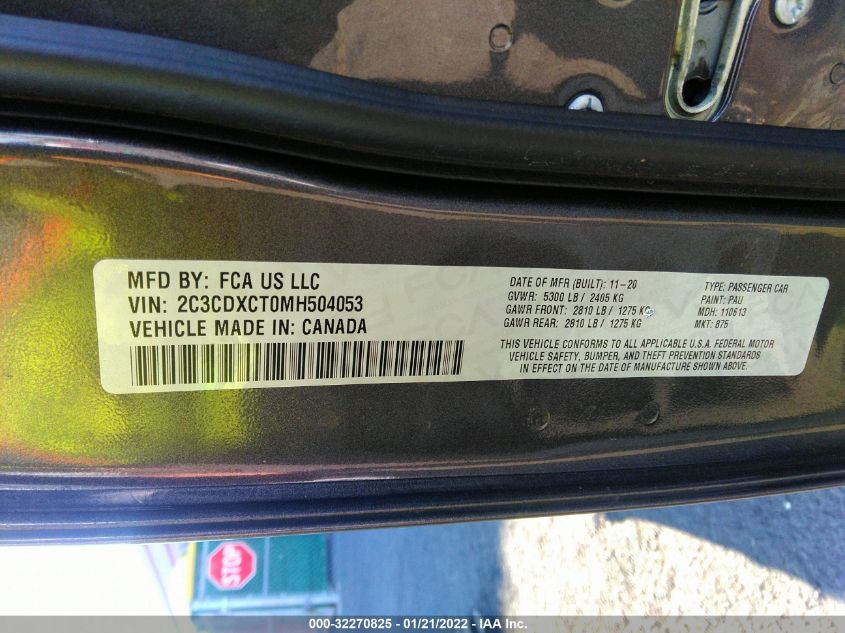 MFD BY: FCA US LLC
VIN: 2C3CDXCT0MH504053
VEHICLE MADE IN: CANADA
DATE OF MFR (BUILT): 11-20
GVWR: 5300 LB / 2405 KG
GAWR FRONT: 2810 LB / 1275 KG
GAWR REAR: 2810 LB / 1275 KG
TYPE: PASSENGER CAR
PAINT: PAU
MDH: 110613
MKT: 875
THIS VEHICLE CONFORMS TO ALL APPLICABLE U.S.A. FEDERAL MOTOR
VEHICLE SAFETY, BUMPER, AND THEFT PREVENTION STANDARDS
IN EFFECT ON THE DATE OF MANUFACTURE SHOWN ABOVE.
STOP
000-32270825 - 01/21/2022 - IAA Inc.